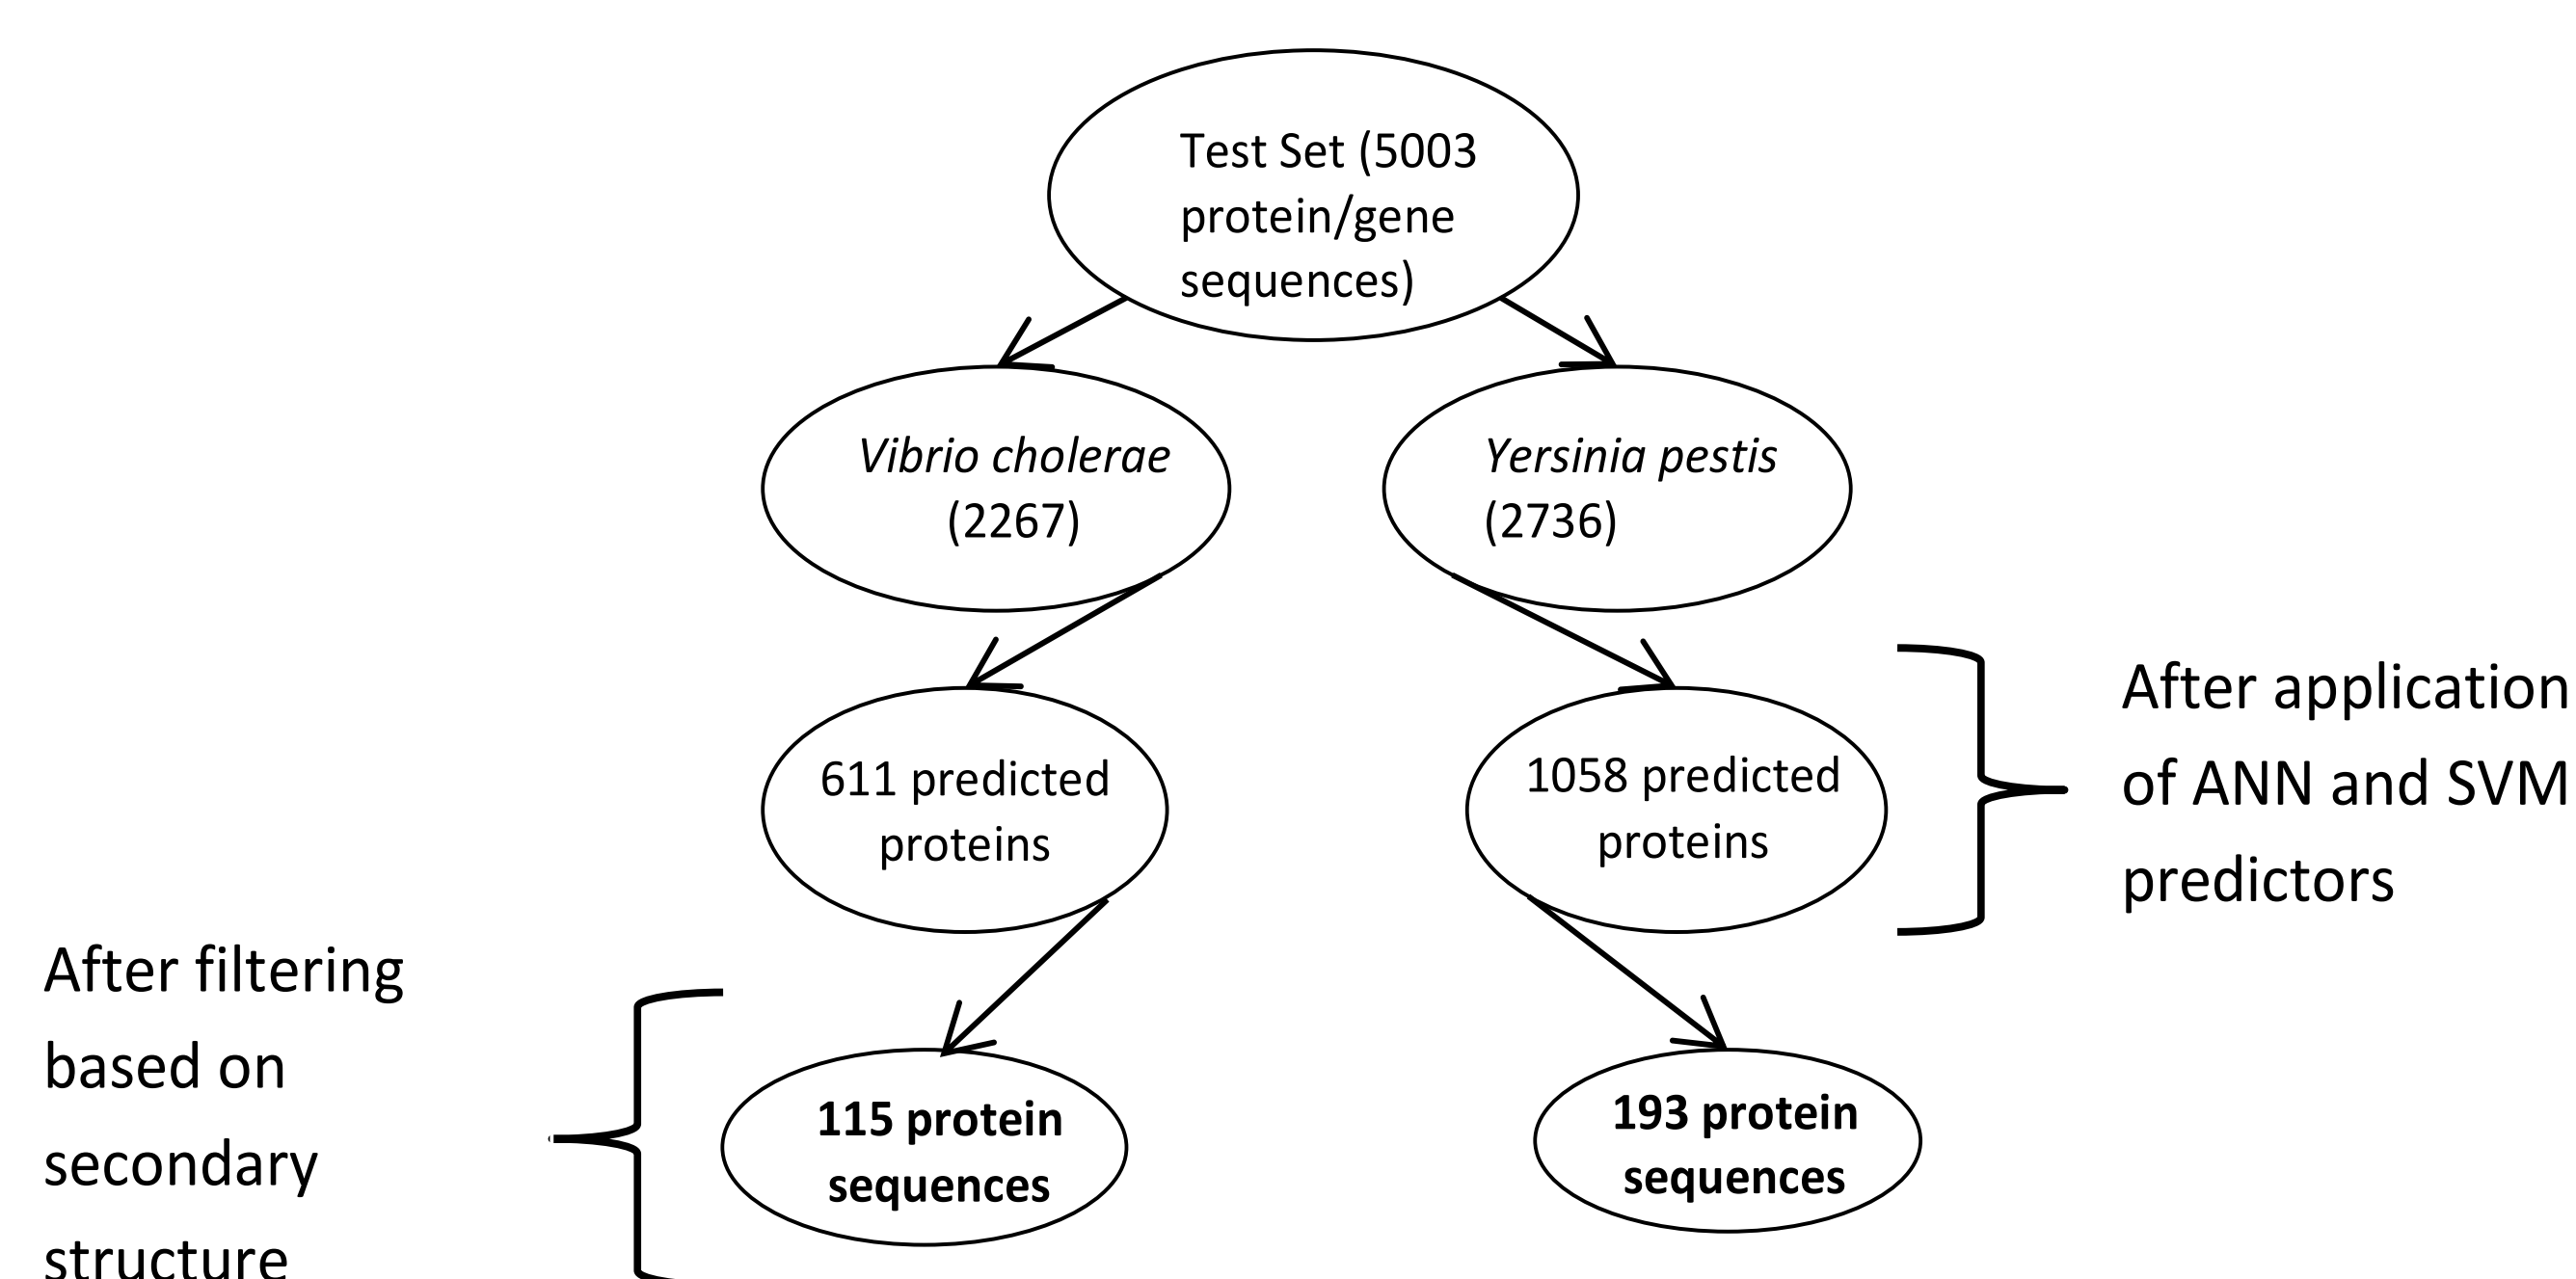 Test Set (5003
protein/gene
sequences)
Vibrio cholerae
(2267)
Yersinia pestis
(2736)
611 predicted
proteins
1058 predicted
proteins
After application
of ANN and SVM
predictors
After filtering
based on
secondary
structure
115 protein
sequences
193 protein
sequences